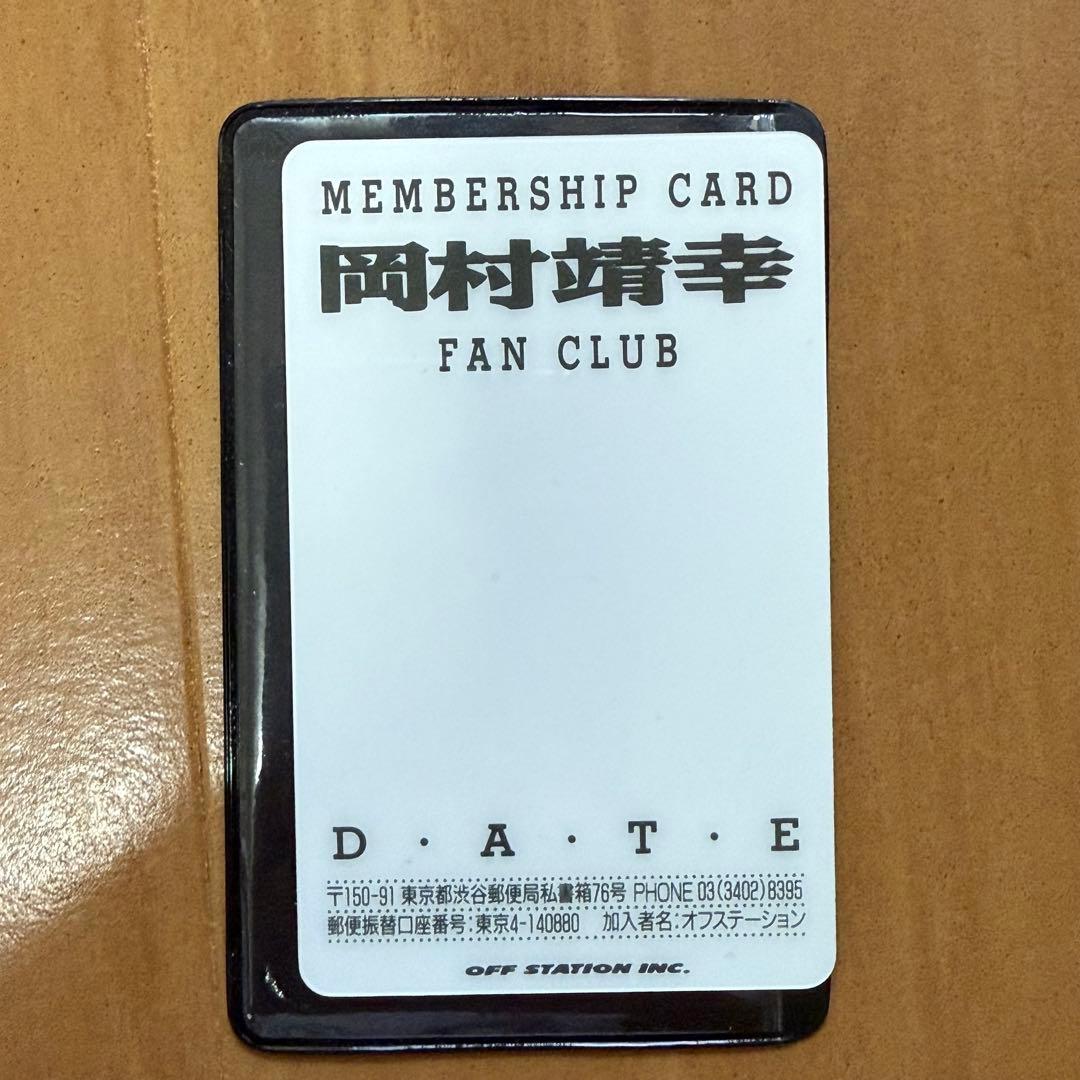 MEMBERSHIP CARD
岡村靖幸
FAN CLUB
D・A・T・E
〒150-91 東京都渋谷郵便局私書箱76号 PHONE 03(3402)8395
郵便振替口座番号:東京4-140880 加入者名:オフステーション
OFF STATION INC.